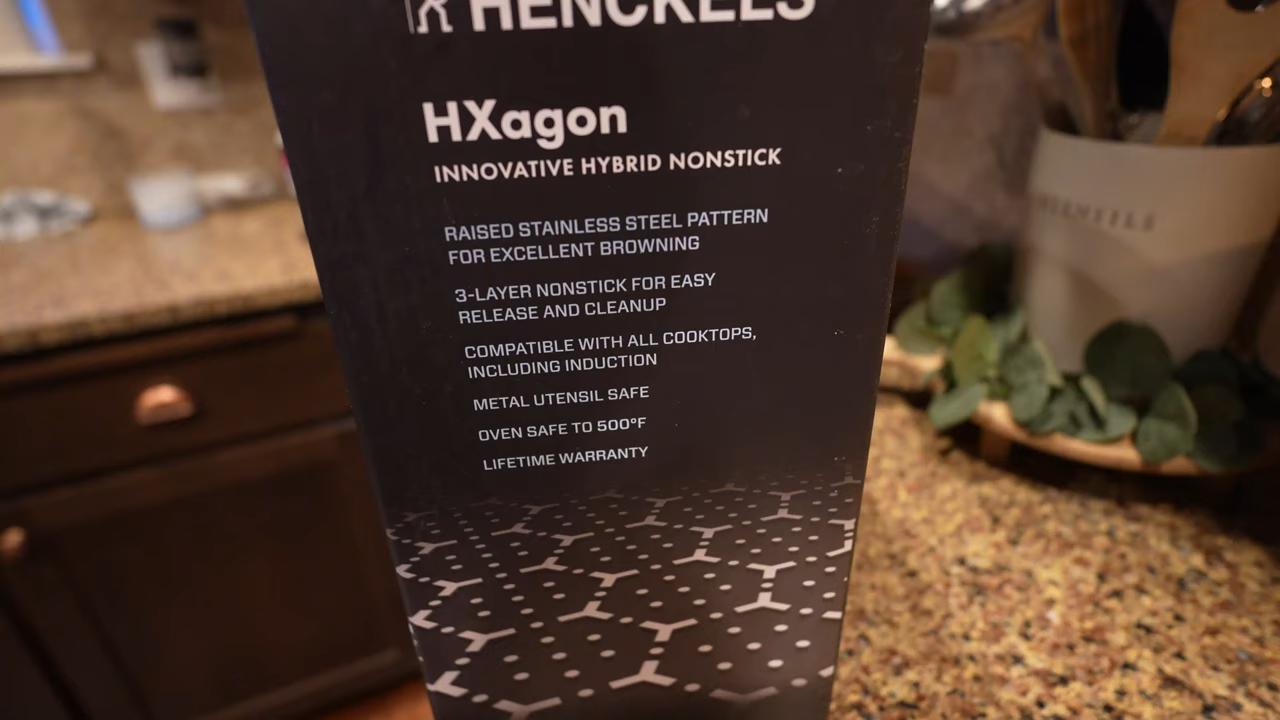 HENCKELS
HXagon
INNOVATIVE HYBRID NONSTICK
RAISED STAINLESS STEEL PATTERN
FOR EXCELLENT BROWNING
3-LAYER NONSTICK FOR EASY
RELEASE AND CLEANUP
COMPATIBLE WITH ALL COOKTOPS,
INCLUDING INDUCTION
METAL UTENSIL SAFE
OVEN SAFE TO 500°F
LIFETIME WARRANTY